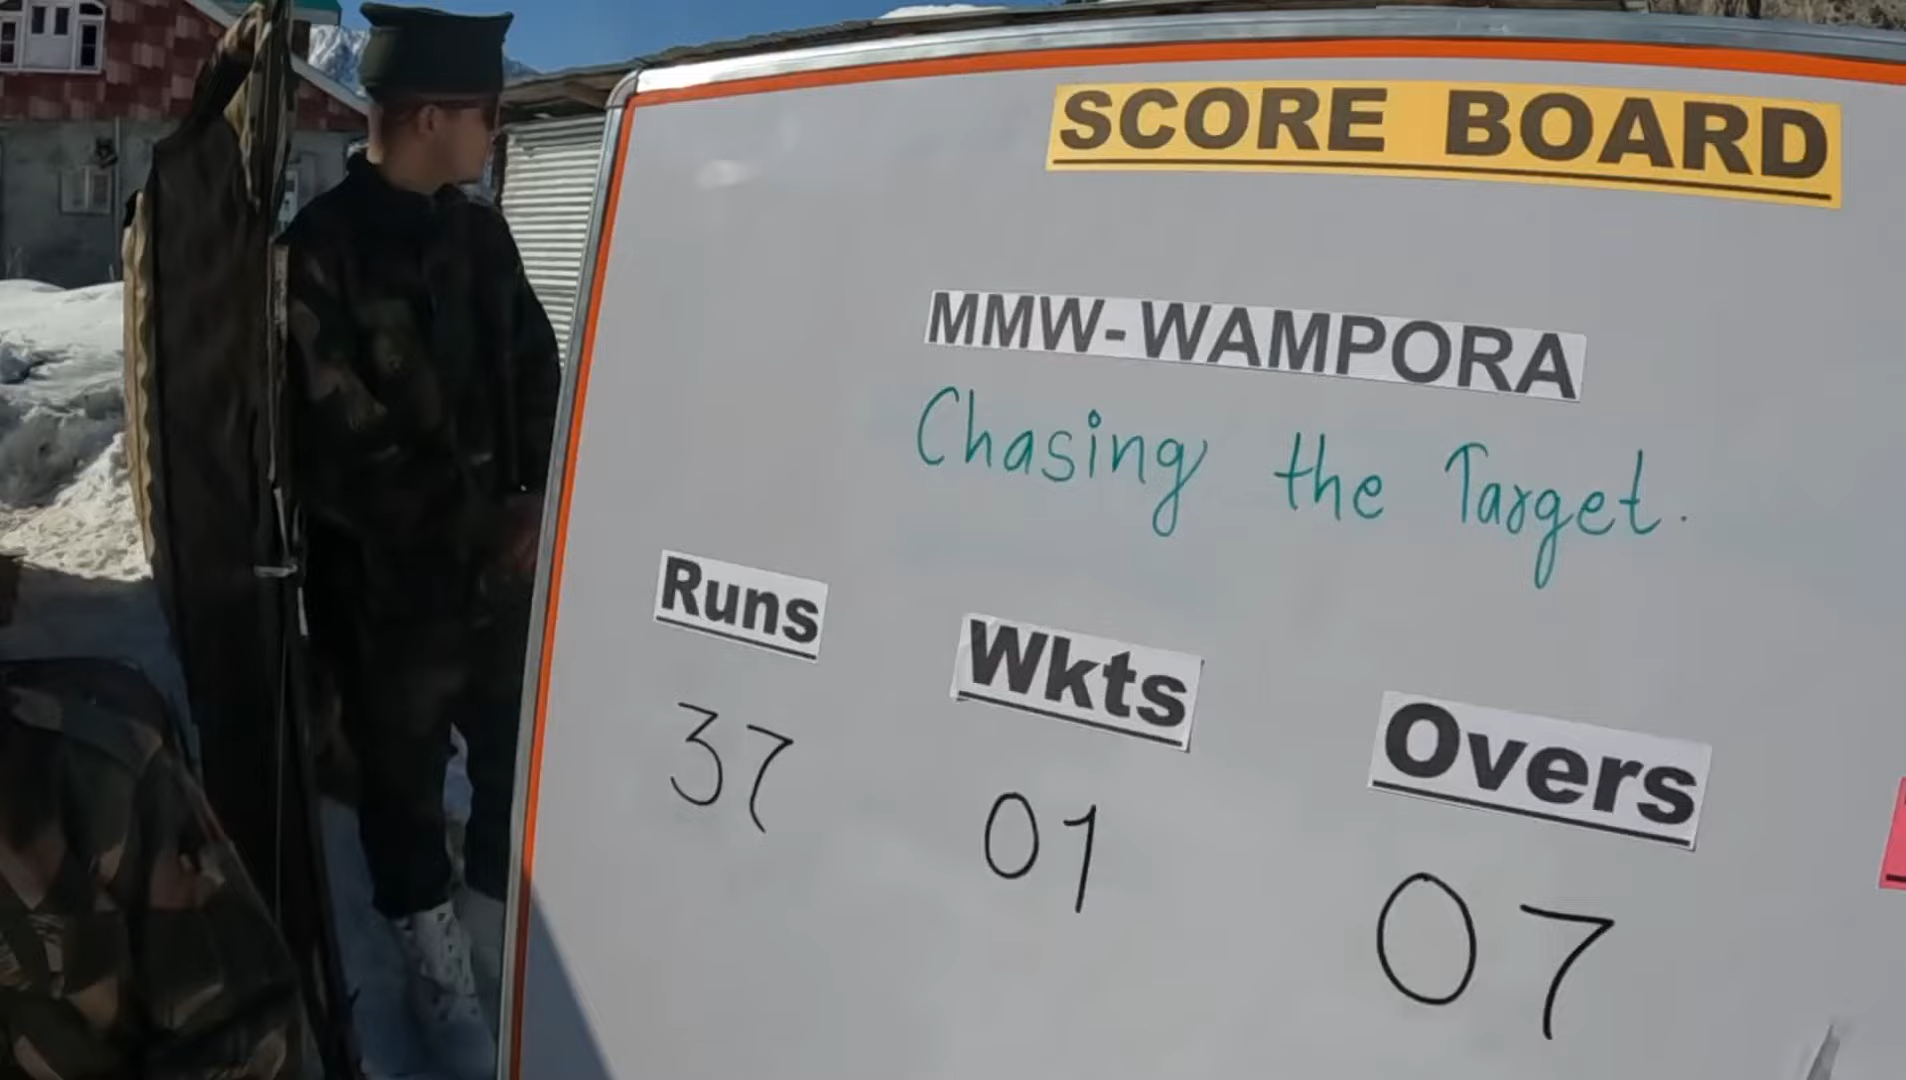 SCORE BOARD
MMW-WAMPORA
Chasing the Target.
Runs Wkts Overs
37 01 07